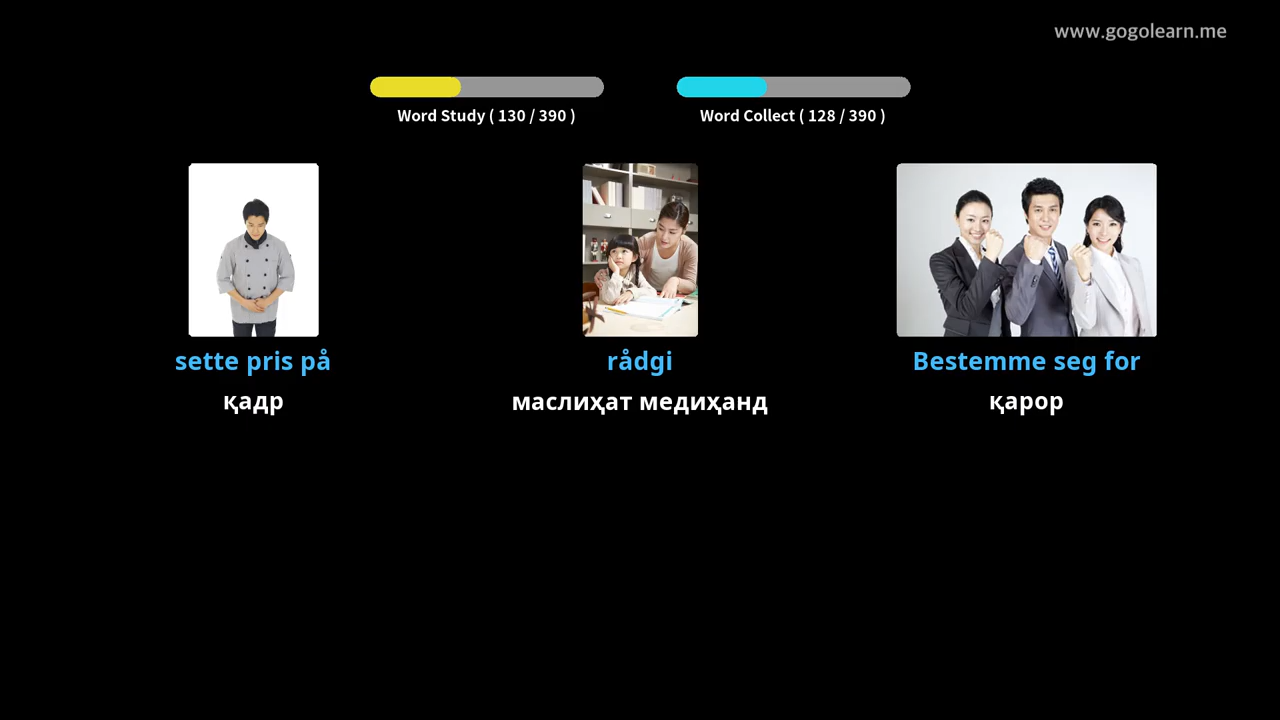 www.gogolearn.me
Word Study ( 130 / 390 )
Word Collect ( 128 / 390 )
sette pris på
қадр
rådgi
маслиҳат медиҳанд
Bestemme seg for
қарор